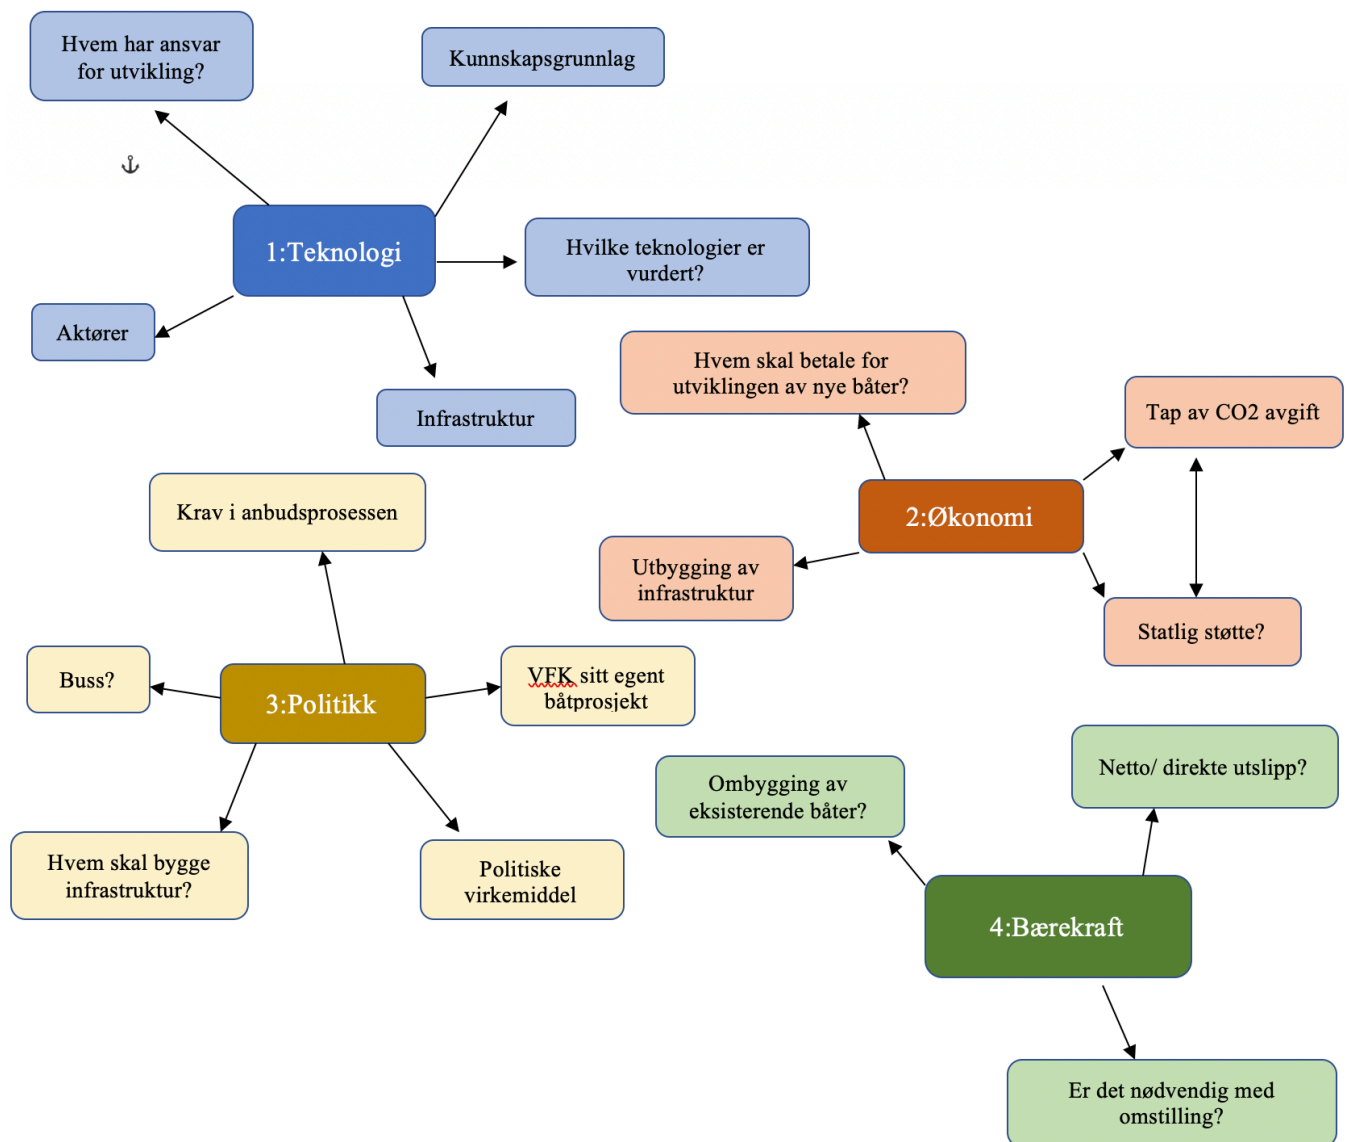 Hvem har ansvar
for utvikling?
Kunnskapsgrunnlag
1:Teknologi
Hvilke teknologier er
vurdert?
Aktører
Infrastruktur
Hvem skal betale for
utviklingen av nye båter?
Tap av CO2 avgift
2:Økonomi
Utbygging av
infrastruktur
Statlig støtte?
Krav i anbudsprosessen
Buss?
3:Politikk
VFK sitt egent
båtprosjekt
Hvem skal bygge
infrastruktur?
Politiske
virkemiddel
Ombygging av
eksisterende båter?
Netto/ direkte utslipp?
4:Bærekraft
Er det nødvendig med
omstilling?